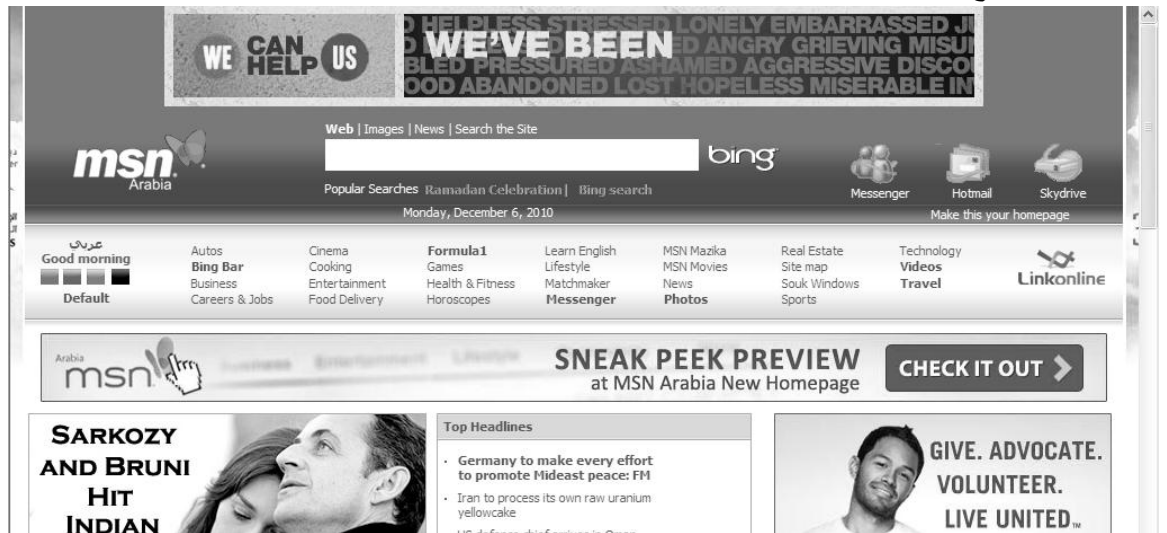 WE CAN HELP US
WE'VE BEEN
HELPLESS STRESSED LONELY EMBARRASSED
ANGRY GRIEVING
PRESSURED ASHAMED AGGRESSIVE
ABANDONED LOST HOPELESS MISERABLE
Web | Images | News | Search the Site
msn
Arabia
bing
Popular Searches Ramadan Celebration | Bing search
Messenger Hotmail Skydrive
Monday, December 6, 2010
Make this your homepage
عربي
Good morning
Default
Autos
Bing Bar
Business
Careers & Jobs
Cinema
Cooking
Entertainment
Food Delivery
Formula1
Games
Health & Fitness
Horoscopes
Learn English
Lifestyle
Matchmaker
Messenger
MSN Mazika
MSN Movies
News
Photos
Real Estate
Site map
Souk Windows
Sports
Technology
Videos
Travel
Linkonline
Arabia
msn
Business Entertainment Lifestyle
SNEAK PEEK PREVIEW
at MSN Arabia New Homepage
CHECK IT OUT
SARKOZY
AND BRUNI
HIT
INDIAN
Top Headlines
· Germany to make every effort
to promote Mideast peace: FM
· Iran to process its own raw uranium
yellowcake
GIVE. ADVOCATE.
VOLUNTEER.
LIVE UNITED™